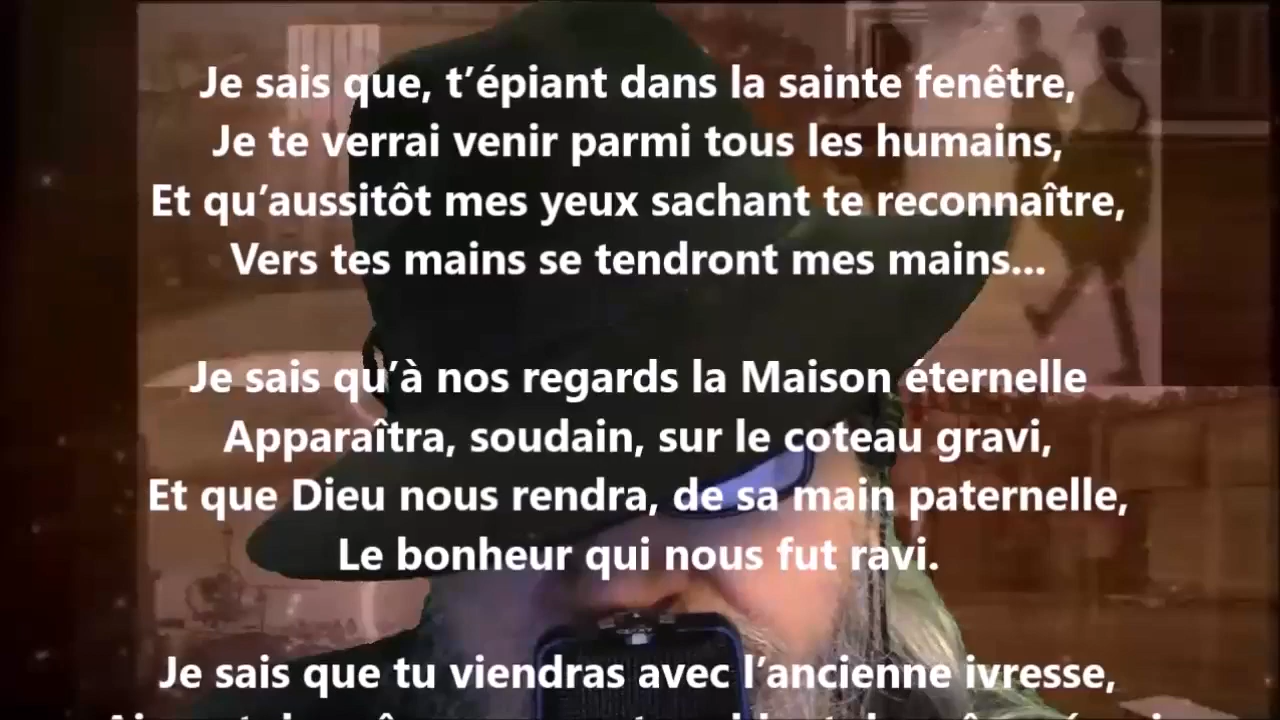 Je sais que, t’épiant dans la sainte fenêtre,
Je te verrai venir parmi tous les humains,
Et qu’aussitôt mes yeux sachant te reconnaître,
Vers tes mains se tendront mes mains...
Je sais qu’à nos regards la Maison éternelle
Apparaîtra, soudain, sur le coteau gravi,
Et que Dieu nous rendra, de sa main paternelle,
Le bonheur qui nous fut ravi.
Je sais que tu viendras avec l’ancienne ivresse,